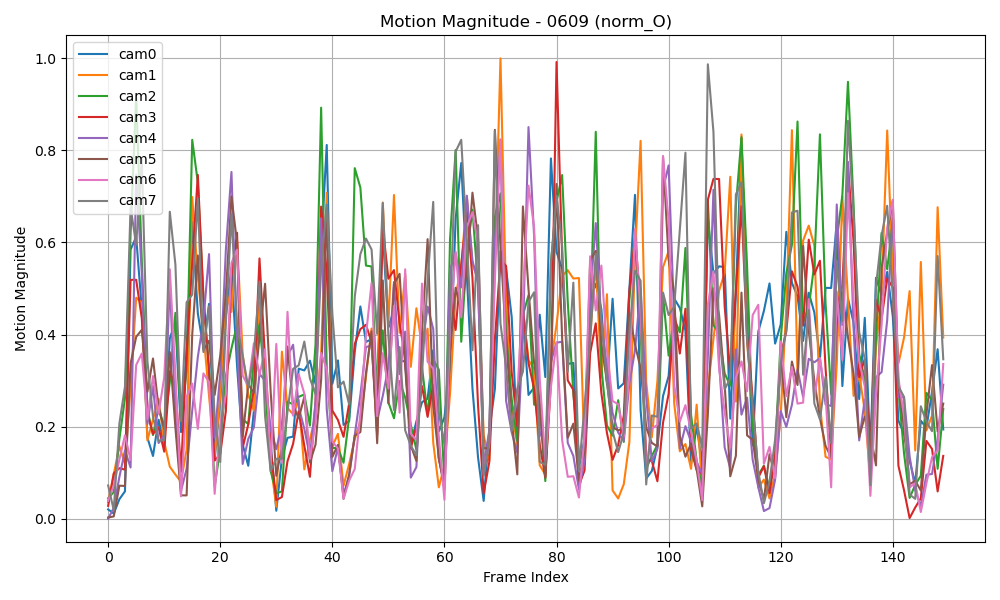 Motion Magnitude - 0609 (norm_O)
Motion Magnitude
1.0
0.8
0.6
0.4
0.2
0.0
cam0
cam1
cam2
cam3
cam4
cam5
cam6
cam7
0 20 40 60 80 100 120 140
Frame Index